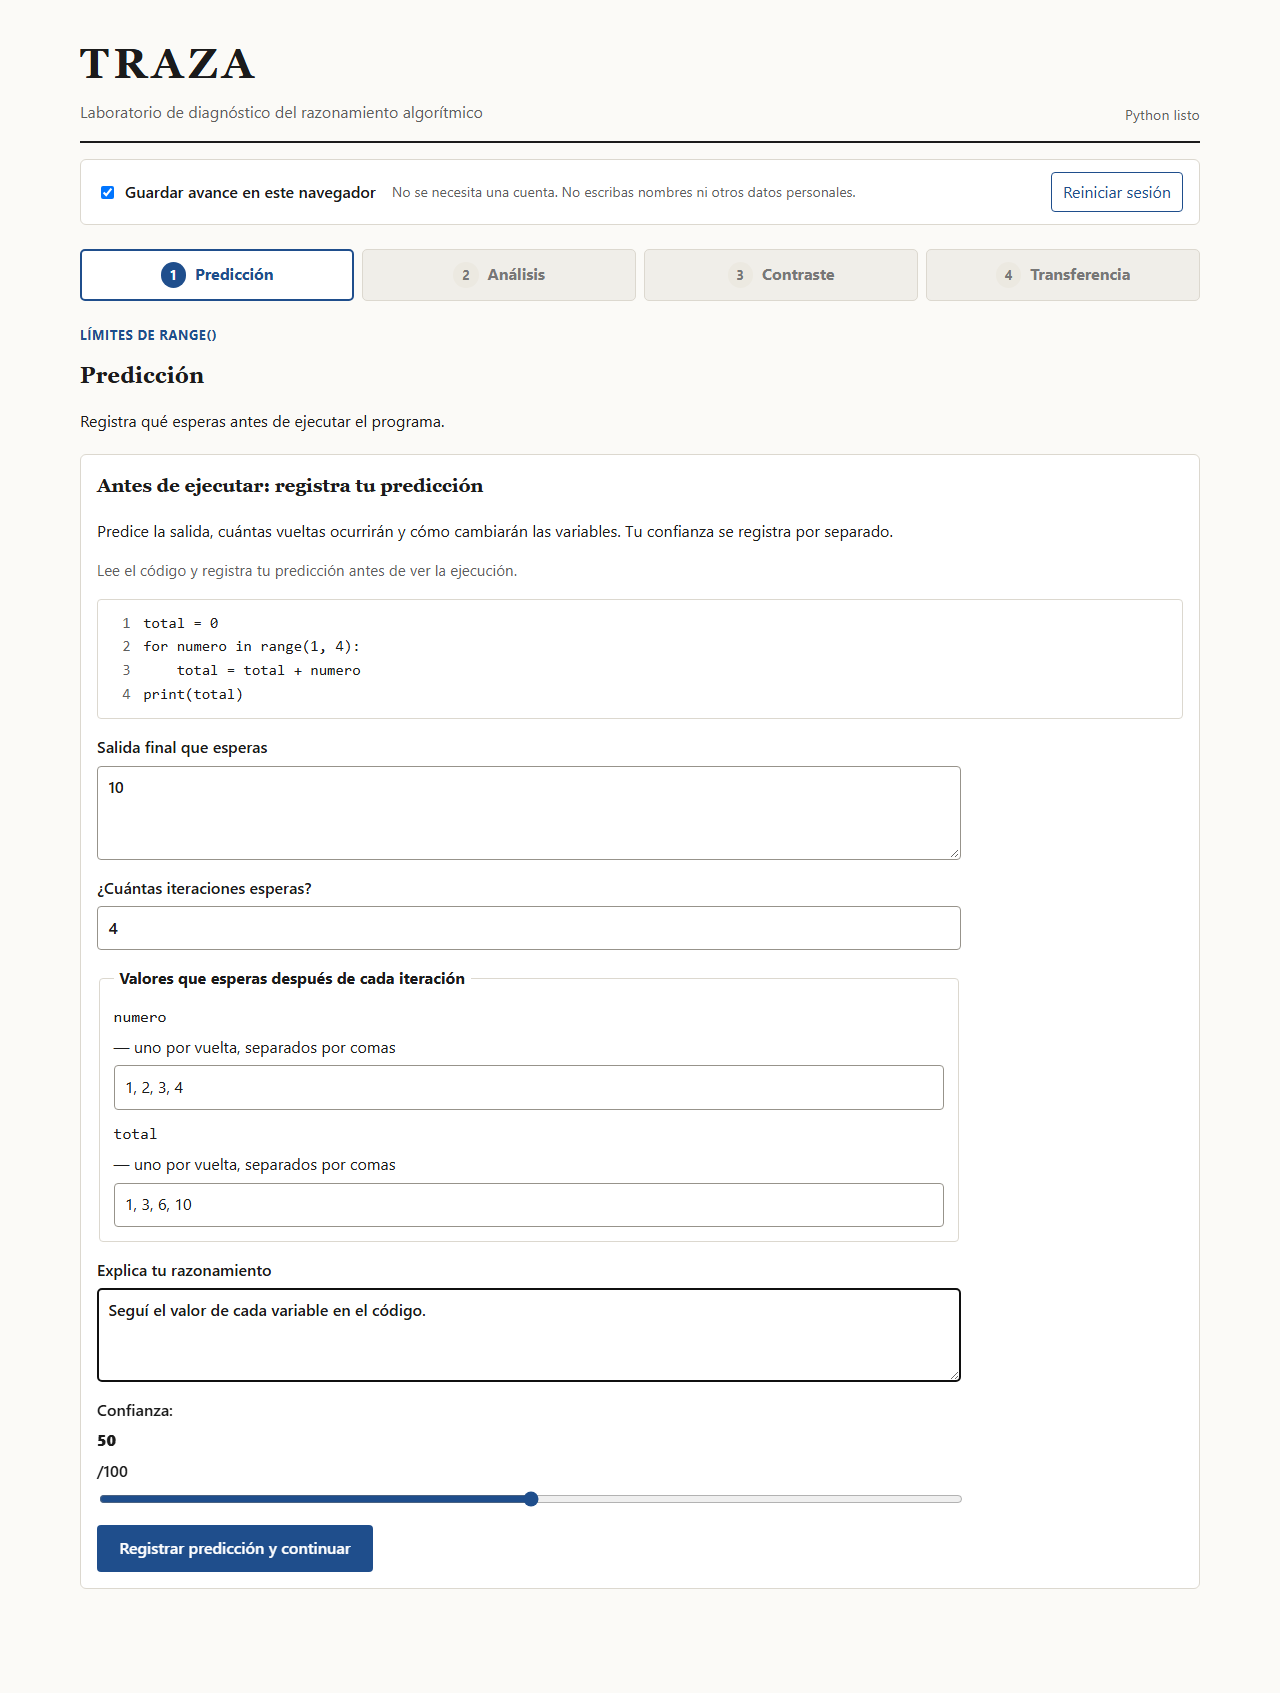 TRAZA
Laboratorio de diagnóstico del razonamiento algorítmico
Python listo
Guardar avance en este navegador No se necesita una cuenta. No escribas nombres ni otros datos personales. Reiniciar sesión
1 Predicción 2 Análisis 3 Contraste 4 Transferencia
LÍMITES DE RANGE()
Predicción
Registra qué esperas antes de ejecutar el programa.
Antes de ejecutar: registra tu predicción
Predice la salida, cuántas vueltas ocurrirán y cómo cambiarán las variables. Tu confianza se registra por separado.
Lee el código y registra tu predicción antes de ver la ejecución.
1 total = 0
2 for numero in range(1, 4):
3     total = total + numero
4 print(total)
Salida final que esperas
10
¿Cuántas iteraciones esperas?
4
Valores que esperas después de cada iteración
numero
— uno por vuelta, separados por comas
1, 2, 3, 4
total
— uno por vuelta, separados por comas
1, 3, 6, 10
Explica tu razonamiento
Seguí el valor de cada variable en el código.
Confianza:
50
/100
Registrar predicción y continuar